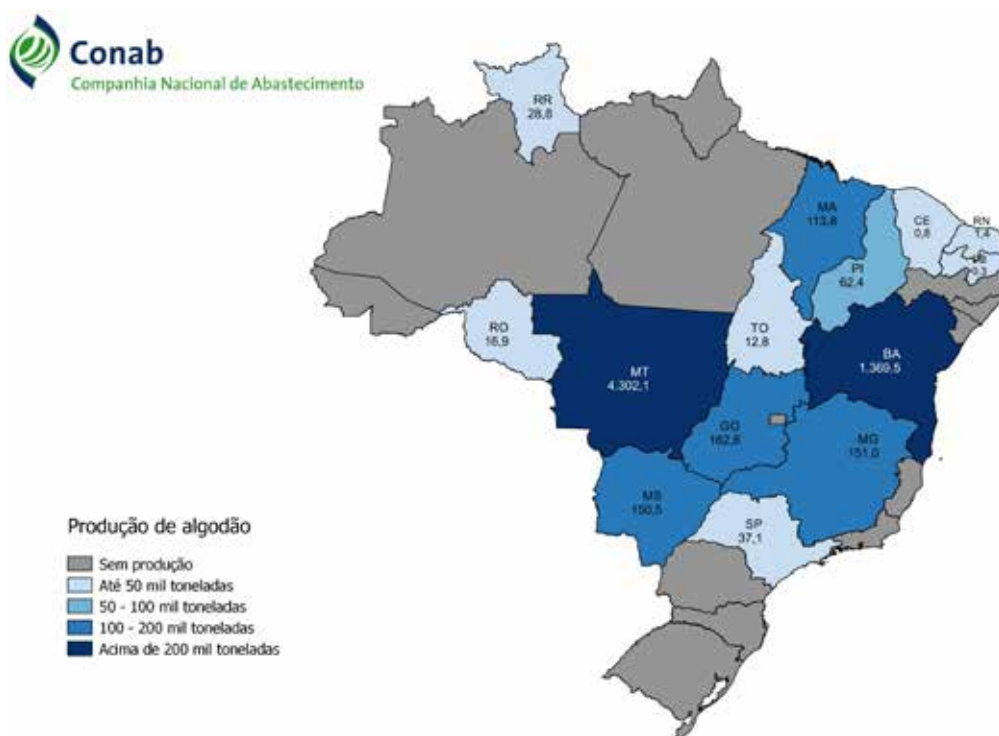 Conab
Companhia Nacional de Abastecimento
RR
28,8
MA
113,8
CE
0,8
RN
1,4
PB
0,3
PI
62,4
RO
16,9
TO
12,8
BA
1.369,5
MT
4.302,1
GO
162,6
MG
151,0
MS
150,5
SP
37,1
Produção de algodão
Sem produção
Até 50 mil toneladas
50 - 100 mil toneladas
100 - 200 mil toneladas
Acima de 200 mil toneladas